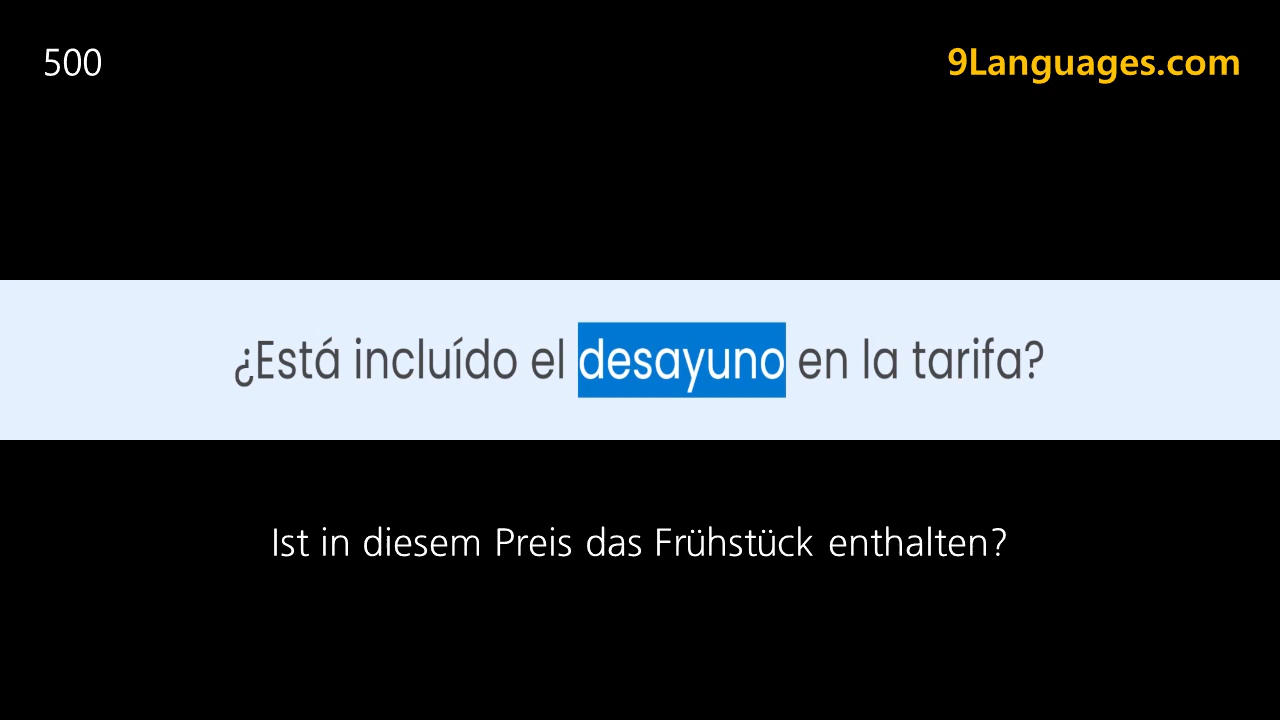 500
9Languages.com
¿Está incluído el desayuno en la tarifa?
Ist in diesem Preis das Frühstück enthalten?